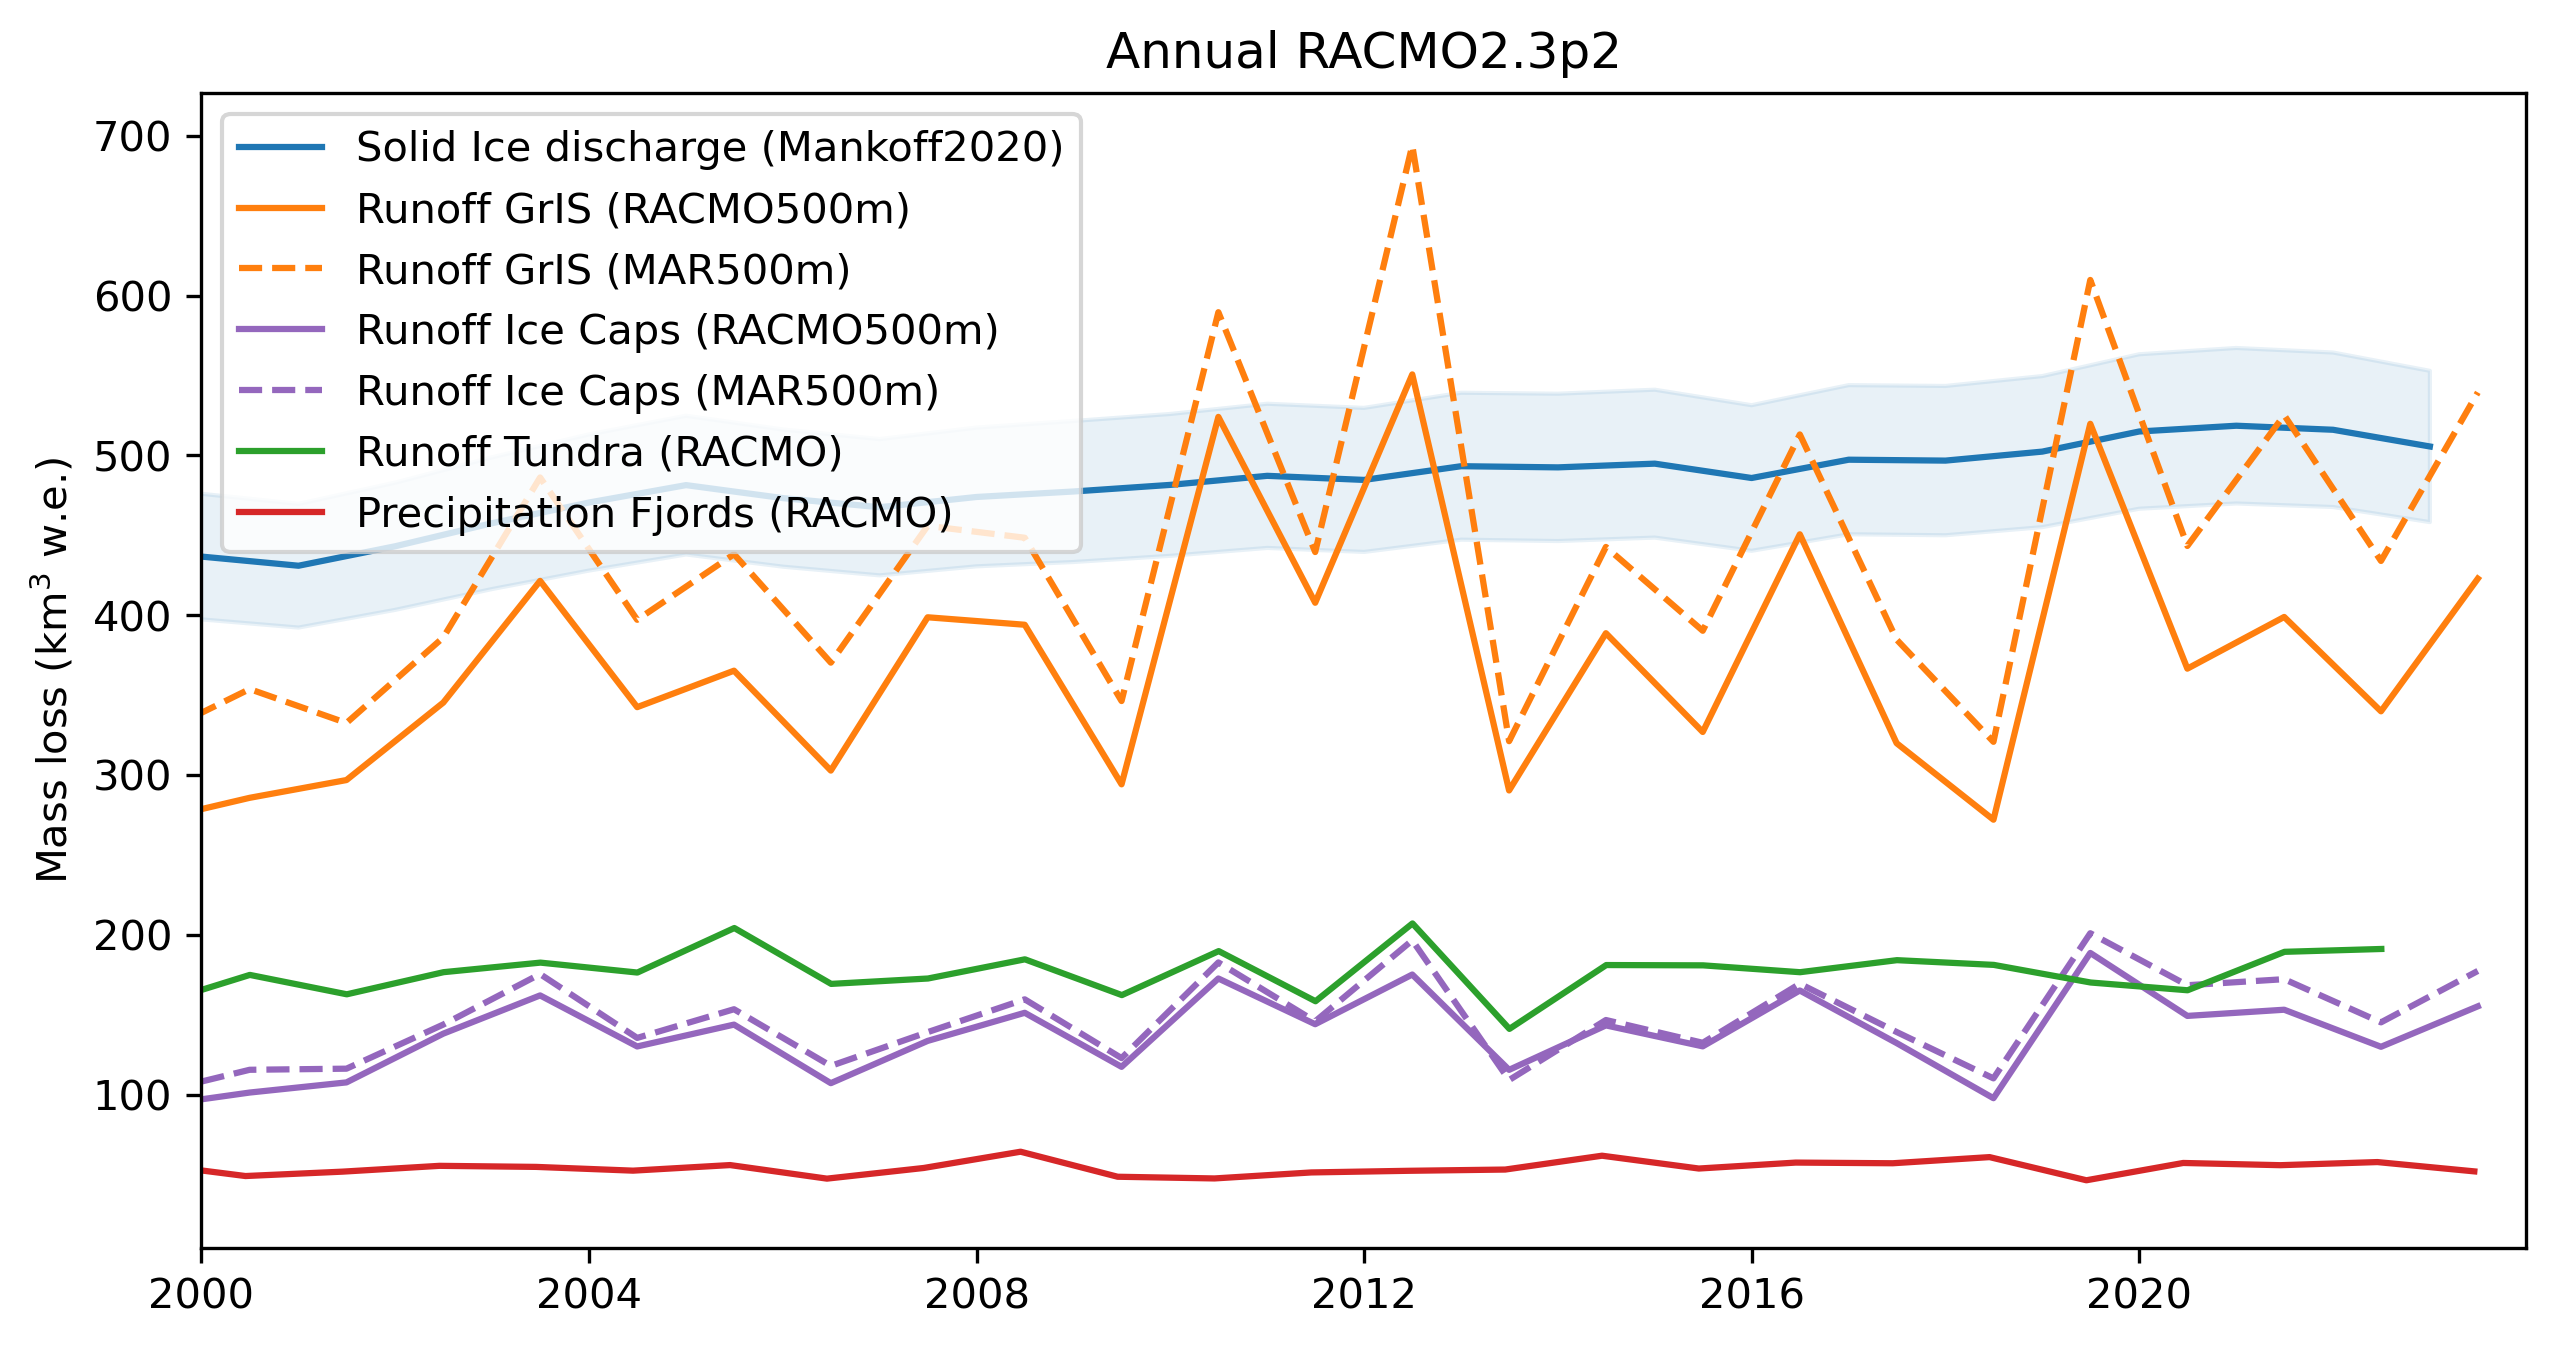 Annual RACMO2.3p2
Mass loss (km³ w.e.)
700
600
500
400
300
200
100
Solid Ice discharge (Mankoff2020)
Runoff GrIS (RACMO500m)
Runoff GrIS (MAR500m)
Runoff Ice Caps (RACMO500m)
Runoff Ice Caps (MAR500m)
Runoff Tundra (RACMO)
Precipitation Fjords (RACMO)
2000 2004 2008 2012 2016 2020